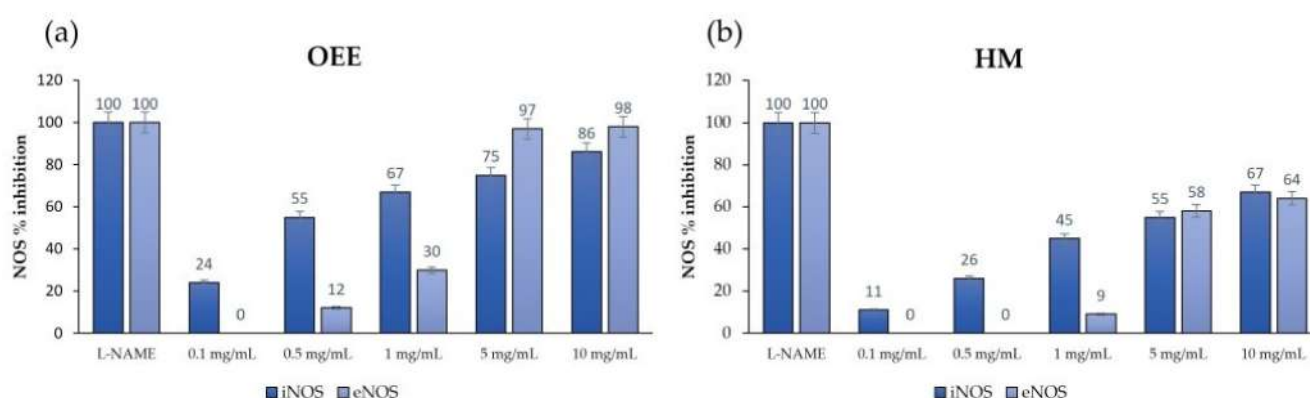 (a)
OEE
NOS % inhibition
120
100
80
60
40
20
0
100 100
24 0
55 12
67 30
75 97
86 98
L-NAME 0.1 mg/mL 0.5 mg/mL 1 mg/mL 5 mg/mL 10 mg/mL
iNOS eNOS
(b)
HM
NOS % inhibition
120
100
80
60
40
20
0
100 100
11 0
26 0
45 9
55 58
67 64
L-NAME 0.1 mg/mL 0.5 mg/mL 1 mg/mL 5 mg/mL 10 mg/mL
iNOS eNOS